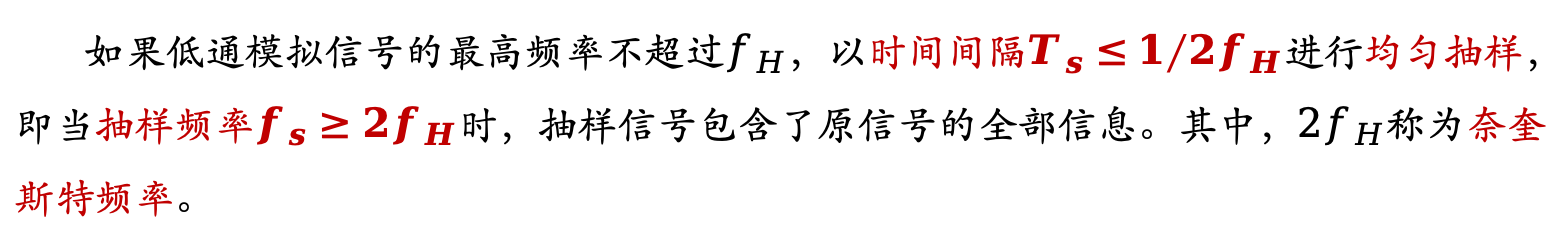 如果低通模拟信号的最高频率不超过f_H，以时间间隔T_s ≤ 1/2f_H进行均匀抽样，
即当抽样频率f_s ≥ 2f_H时，抽样信号包含了原信号的全部信息。其中，2f_H称为奈奎
斯特频率。